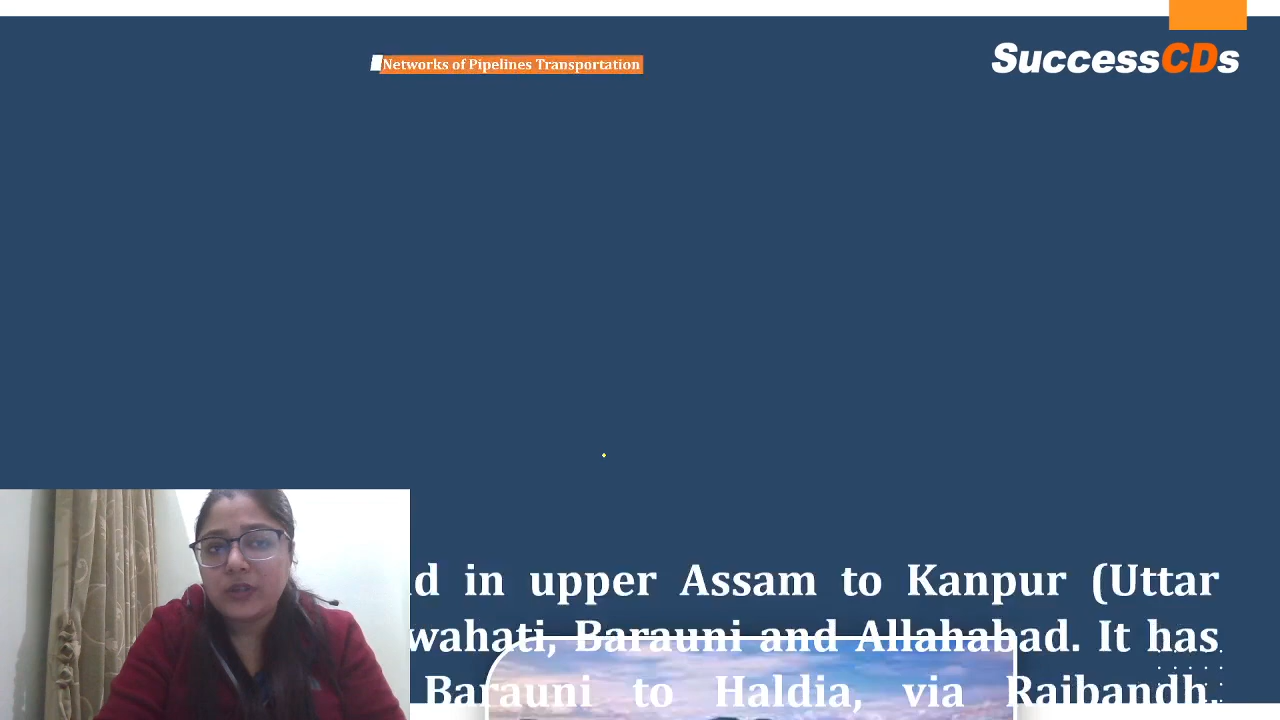 Networks of Pipelines Transportation
SuccessCDs
in upper Assam to Kanpur (Uttar
Barauni and Allahabad. It has
Barauni to Haldia, via Rajbandh,